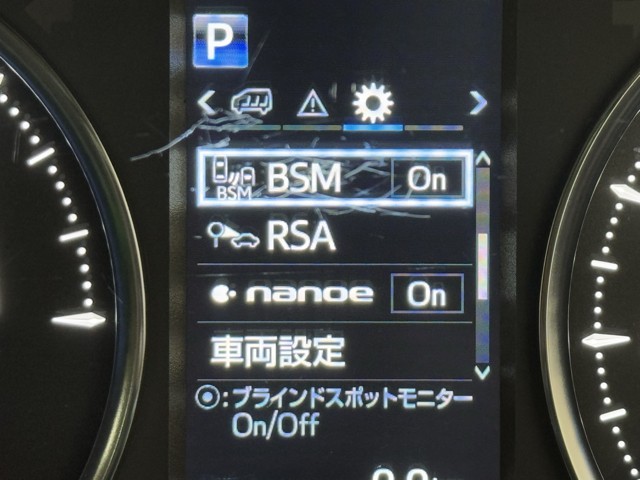 P
BSM BSM On
RSA
nanoe On
車両設定
:ブラインドスポットモニター
On/Off